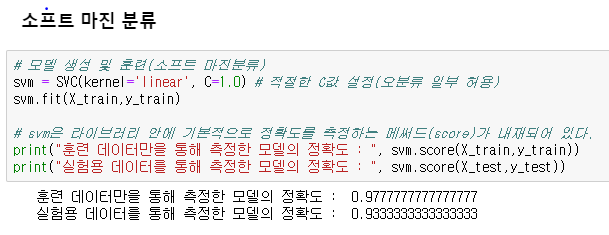 소프트 마진 분류
# 모델 생성 및 훈련(소프트 마진분류)
svm = SVC(kernel='linear', C=1.0) # 적절한 C값 설정(오분류 일부 허용)
svm.fit(X_train,y_train)
# svm은 라이브러리 안에 기본적으로 정확도를 측정하는 메써드(score)가 내재되어 있다.
print("훈련 데이터만을 통해 측정한 모델의 정확도 : ", svm.score(X_train,y_train))
print("실험용 데이터를 통해 측정한 모델의 정확도 : ", svm.score(X_test,y_test))
훈련 데이터만을 통해 측정한 모델의 정확도 :  0.9777777777777777
실험용 데이터를 통해 측정한 모델의 정확도 :  0.9333333333333333